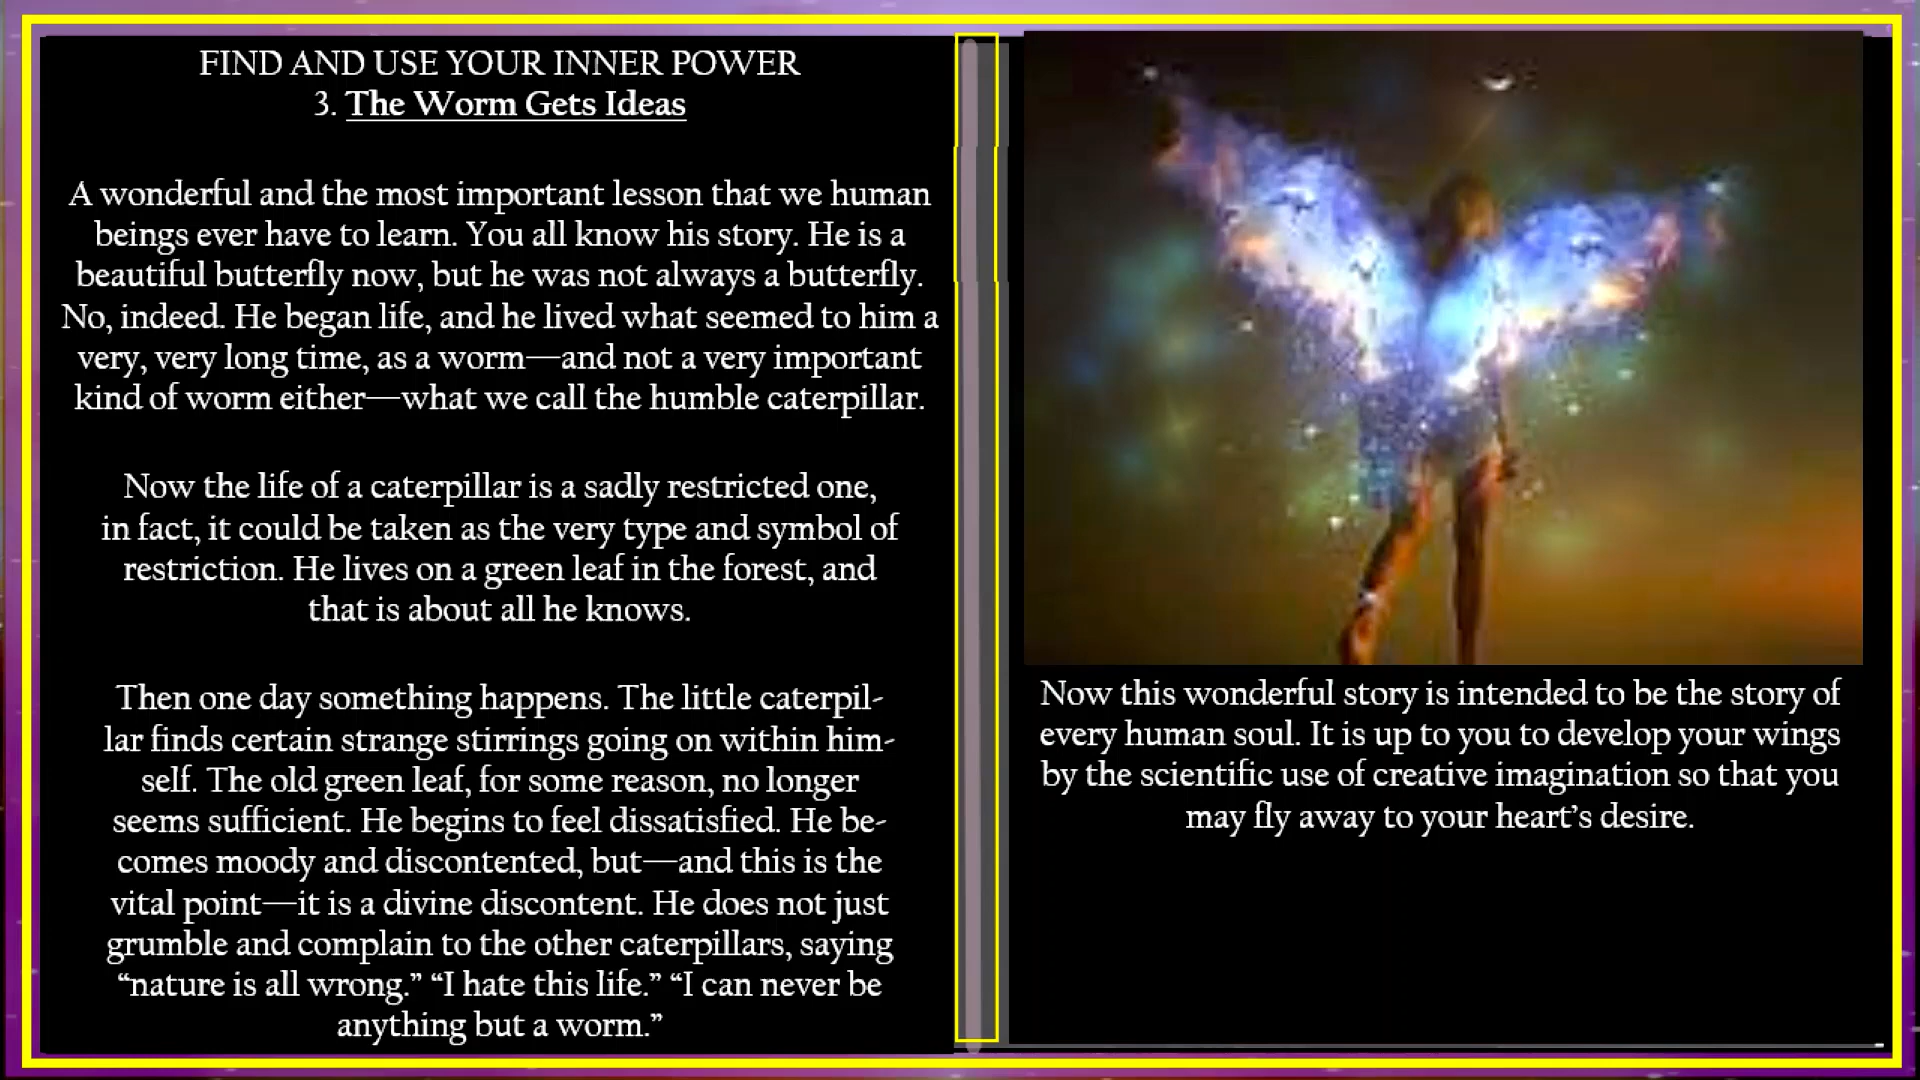 FIND AND USE YOUR INNER POWER
3. The Worm Gets Ideas
A wonderful and the most important lesson that we human
beings ever have to learn. You all know his story. He is a
beautiful butterfly now, but he was not always a butterfly.
No, indeed. He began life, and he lived what seemed to him a
very, very long time, as a worm—and not a very important
kind of worm either—what we call the humble caterpillar.
Now the life of a caterpillar is a sadly restricted one,
in fact, it could be taken as the very type and symbol of
restriction. He lives on a green leaf in the forest, and
that is about all he knows.
Then one day something happens. The little caterpil-
lar finds certain strange stirrings going on within him-
self. The old green leaf, for some reason, no longer
seems sufficient. He begins to feel dissatisfied. He be-
comes moody and discontented, but—and this is the
vital point—it is a divine discontent. He does not just
grumble and complain to the other caterpillars, saying
“nature is all wrong.” “I hate this life.” “I can never be
anything but a worm.”
Now this wonderful story is intended to be the story of
every human soul. It is up to you to develop your wings
by the scientific use of creative imagination so that you
may fly away to your heart’s desire.